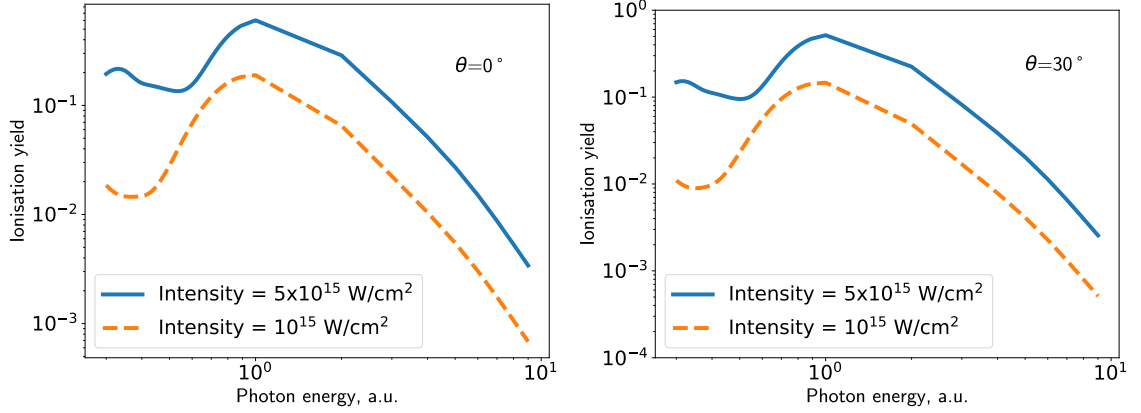 Ionisation yield
10⁻¹
10⁻²
10⁻³
θ=0°
Intensity = 5x10¹⁵ W/cm²
Intensity = 10¹⁵ W/cm²
10⁰
10¹
Photon energy, a.u.
Ionisation yield
10⁰
10⁻¹
10⁻²
10⁻³
10⁻⁴
θ=30°
Intensity = 5x10¹⁵ W/cm²
Intensity = 10¹⁵ W/cm²
10⁰
10¹
Photon energy, a.u.